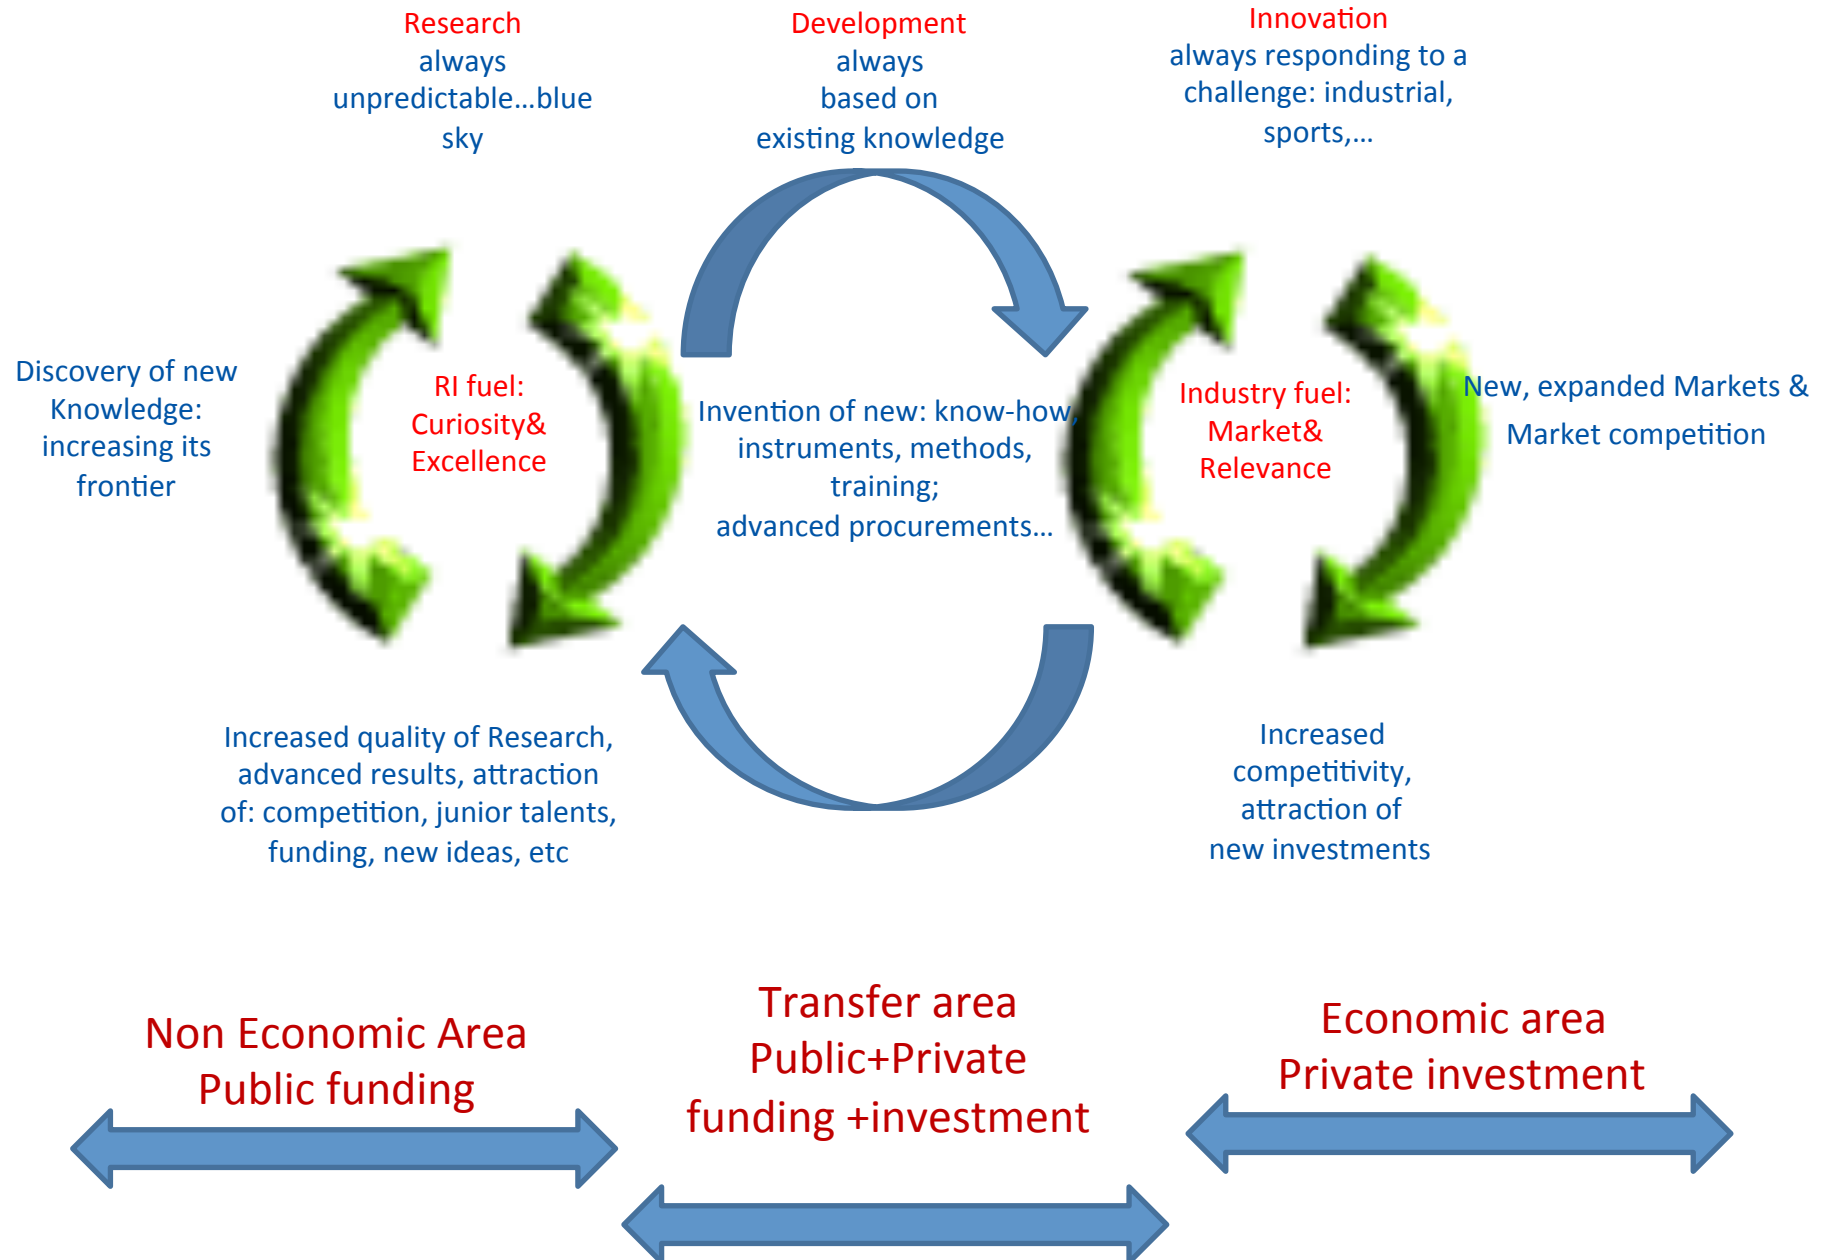 Research
always
unpredictable...blue
sky
Development
always
based on
existing knowledge
Innovation
always responding to a
challenge: industrial,
sports,...
Discovery of new
Knowledge:
increasing its
frontier
RI fuel:
Curiosity&
Excellence
Invention of new: know-how,
instruments, methods,
training;
advanced procurements...
Industry fuel:
Market&
Relevance
New, expanded Markets &
Market competition
Increased quality of Research,
advanced results, attraction
of: competition, junior talents,
funding, new ideas, etc
Increased
competitivity,
attraction of
new investments
Non Economic Area
Public funding
Transfer area
Public+Private
funding +investment
Economic area
Private investment